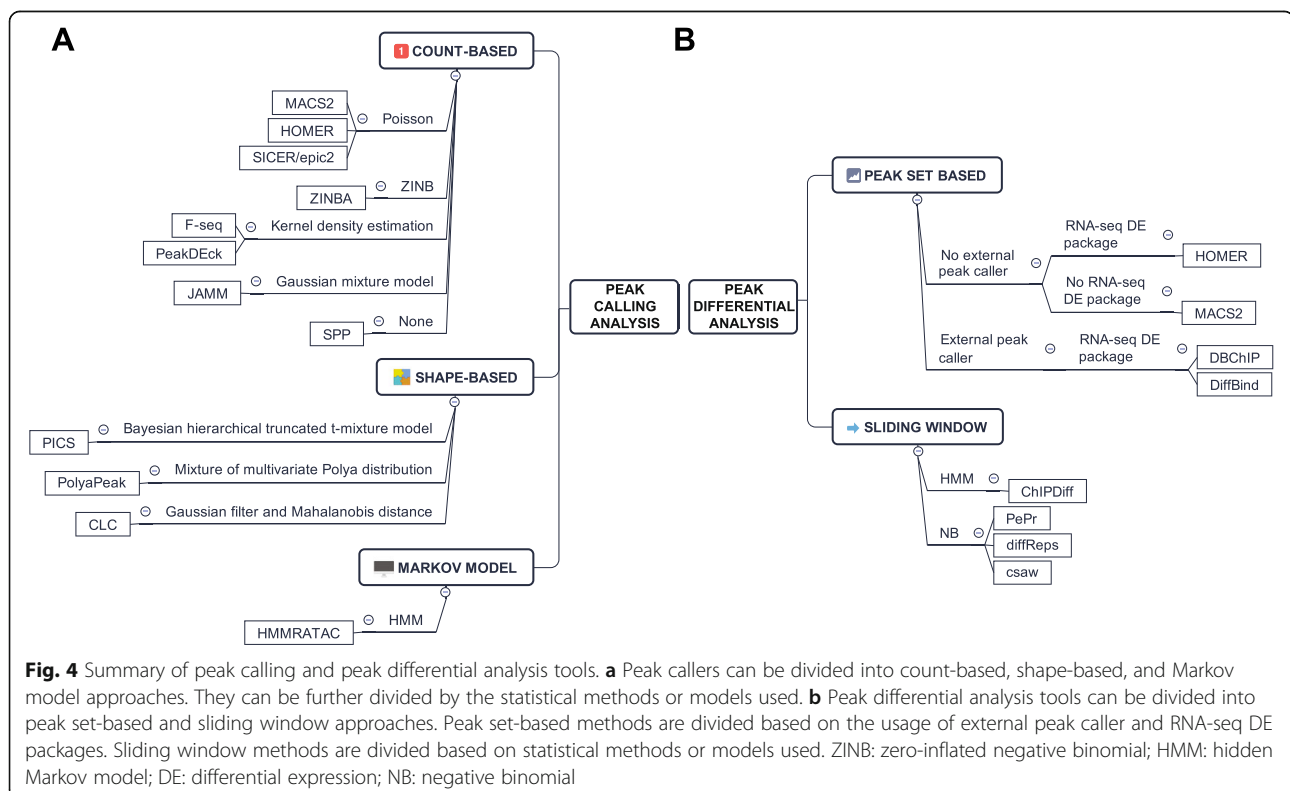 A
1 COUNT-BASED
MACS2
Poisson
HOMER
SICER/epic2
ZINB
ZINBA
F-seq
Kernel density estimation
PeakDEck
Gaussian mixture model
JAMM
None
SPP
PEAK
CALLING
ANALYSIS
SHAPE-BASED
Bayesian hierarchical truncated t-mixture model
PICS
Mixture of multivariate Polya distribution
PolyaPeak
Gaussian filter and Mahalanobis distance
CLC
MARKOV MODEL
HMM
HMMRATAC
B
PEAK
DIFFERENTIAL
ANALYSIS
PEAK SET BASED
No external
peak caller
RNA-seq DE
package
HOMER
No RNA-seq
DE package
MACS2
External peak
caller
RNA-seq DE
package
DBChIP
DiffBind
SLIDING WINDOW
HMM
ChIPDiff
NB
PePr
diffReps
csaw
Fig. 4 Summary of peak calling and peak differential analysis tools. a Peak callers can be divided into count-based, shape-based, and Markov
model approaches. They can be further divided by the statistical methods or models used. b Peak differential analysis tools can be divided into
peak set-based and sliding window approaches. Peak set-based methods are divided based on the usage of external peak caller and RNA-seq DE
packages. Sliding window methods are divided based on statistical methods or models used. ZINB: zero-inflated negative binomial; HMM: hidden
Markov model; DE: differential expression; NB: negative binomial